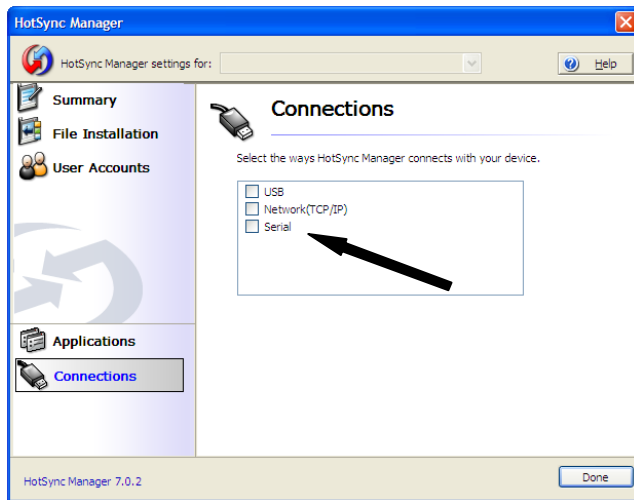 HotSync Manager
HotSync Manager settings for:
Help
Summary
File Installation
User Accounts
Applications
Connections
Connections
Select the ways HotSync Manager connects with your device.
USB
Network(TCP/IP)
Serial
HotSync Manager 7.0.2
Done